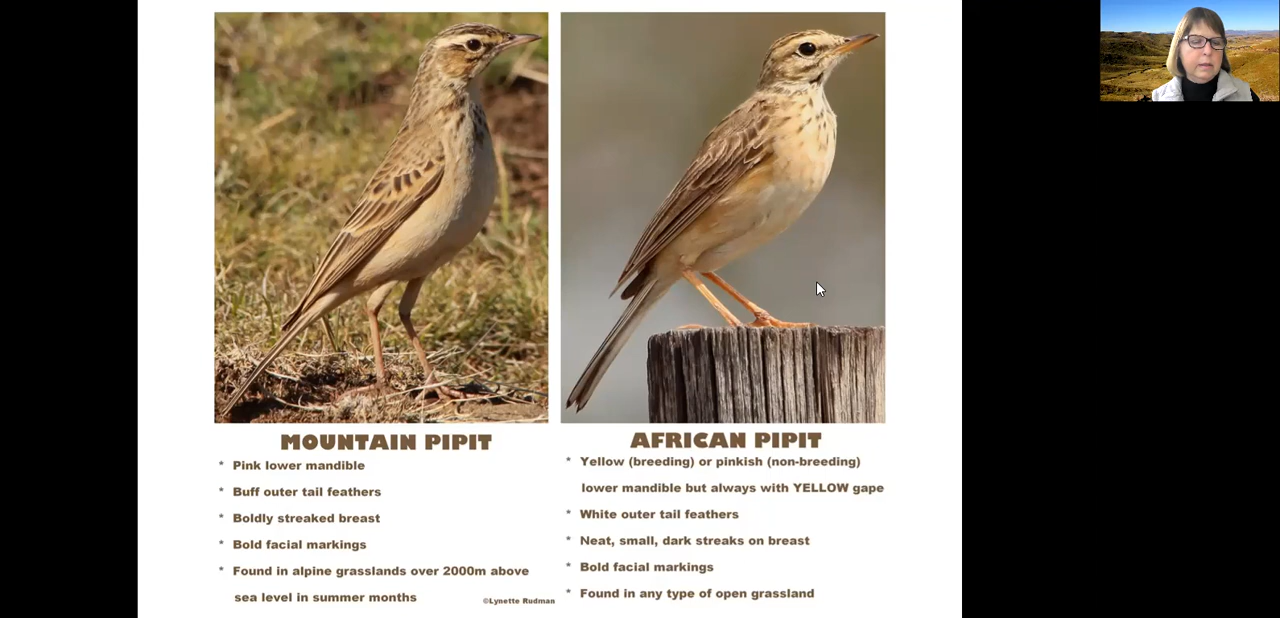 MOUNTAIN PIPIT
* Pink lower mandible
* Buff outer tail feathers
* Boldly streaked breast
* Bold facial markings
* Found in alpine grasslands over 2000m above
sea level in summer months
©Lynette Rudman
AFRICAN PIPIT
* Yellow (breeding) or pinkish (non-breeding)
lower mandible but always with YELLOW gape
* White outer tail feathers
* Neat, small, dark streaks on breast
* Bold facial markings
* Found in any type of open grassland